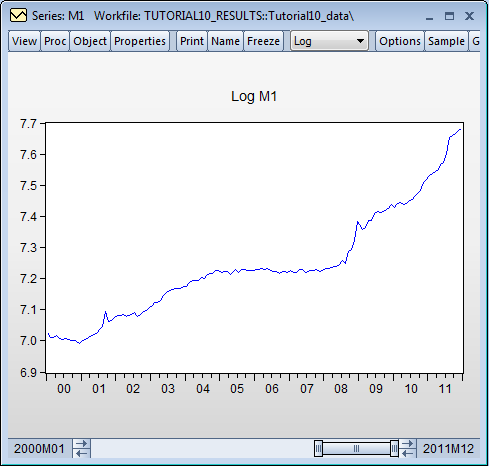 Series: M1 Workfile: TUTORIAL10_RESULTS::Tutorial10_data\
View Proc Object Properties Print Name Freeze Log Options Sample G
Log M1
7.7
7.6
7.5
7.4
7.3
7.2
7.1
7.0
6.9
00 01 02 03 04 05 06 07 08 09 10 11
2000M01 2011M12